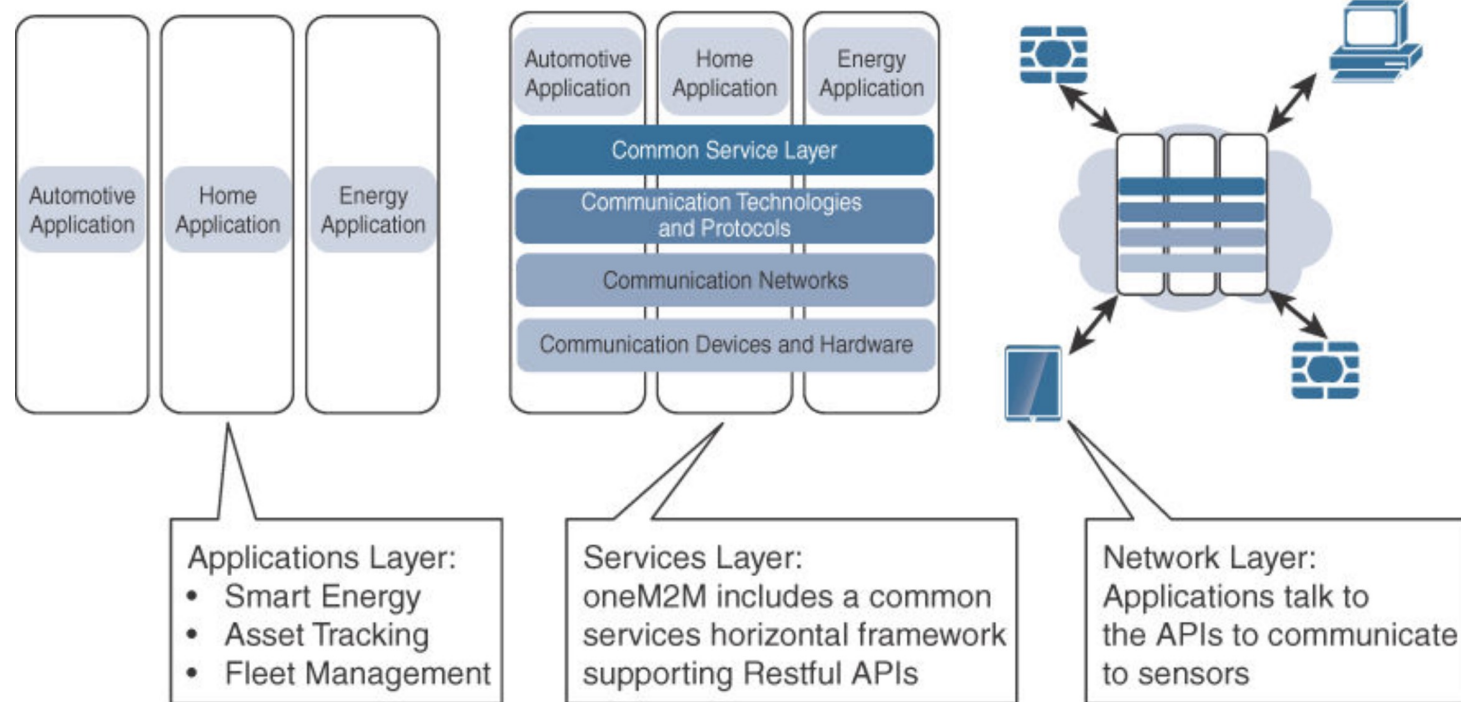 Automotive
Application
Home
Application
Energy
Application
Automotive
Application
Home
Application
Energy
Application
Common Service Layer
Communication Technologies
and Protocols
Communication Networks
Communication Devices and Hardware
Applications Layer:
• Smart Energy
• Asset Tracking
• Fleet Management
Services Layer:
oneM2M includes a common
services horizontal framework
supporting Restful APIs
Network Layer:
Applications talk to
the APIs to communicate
to sensors